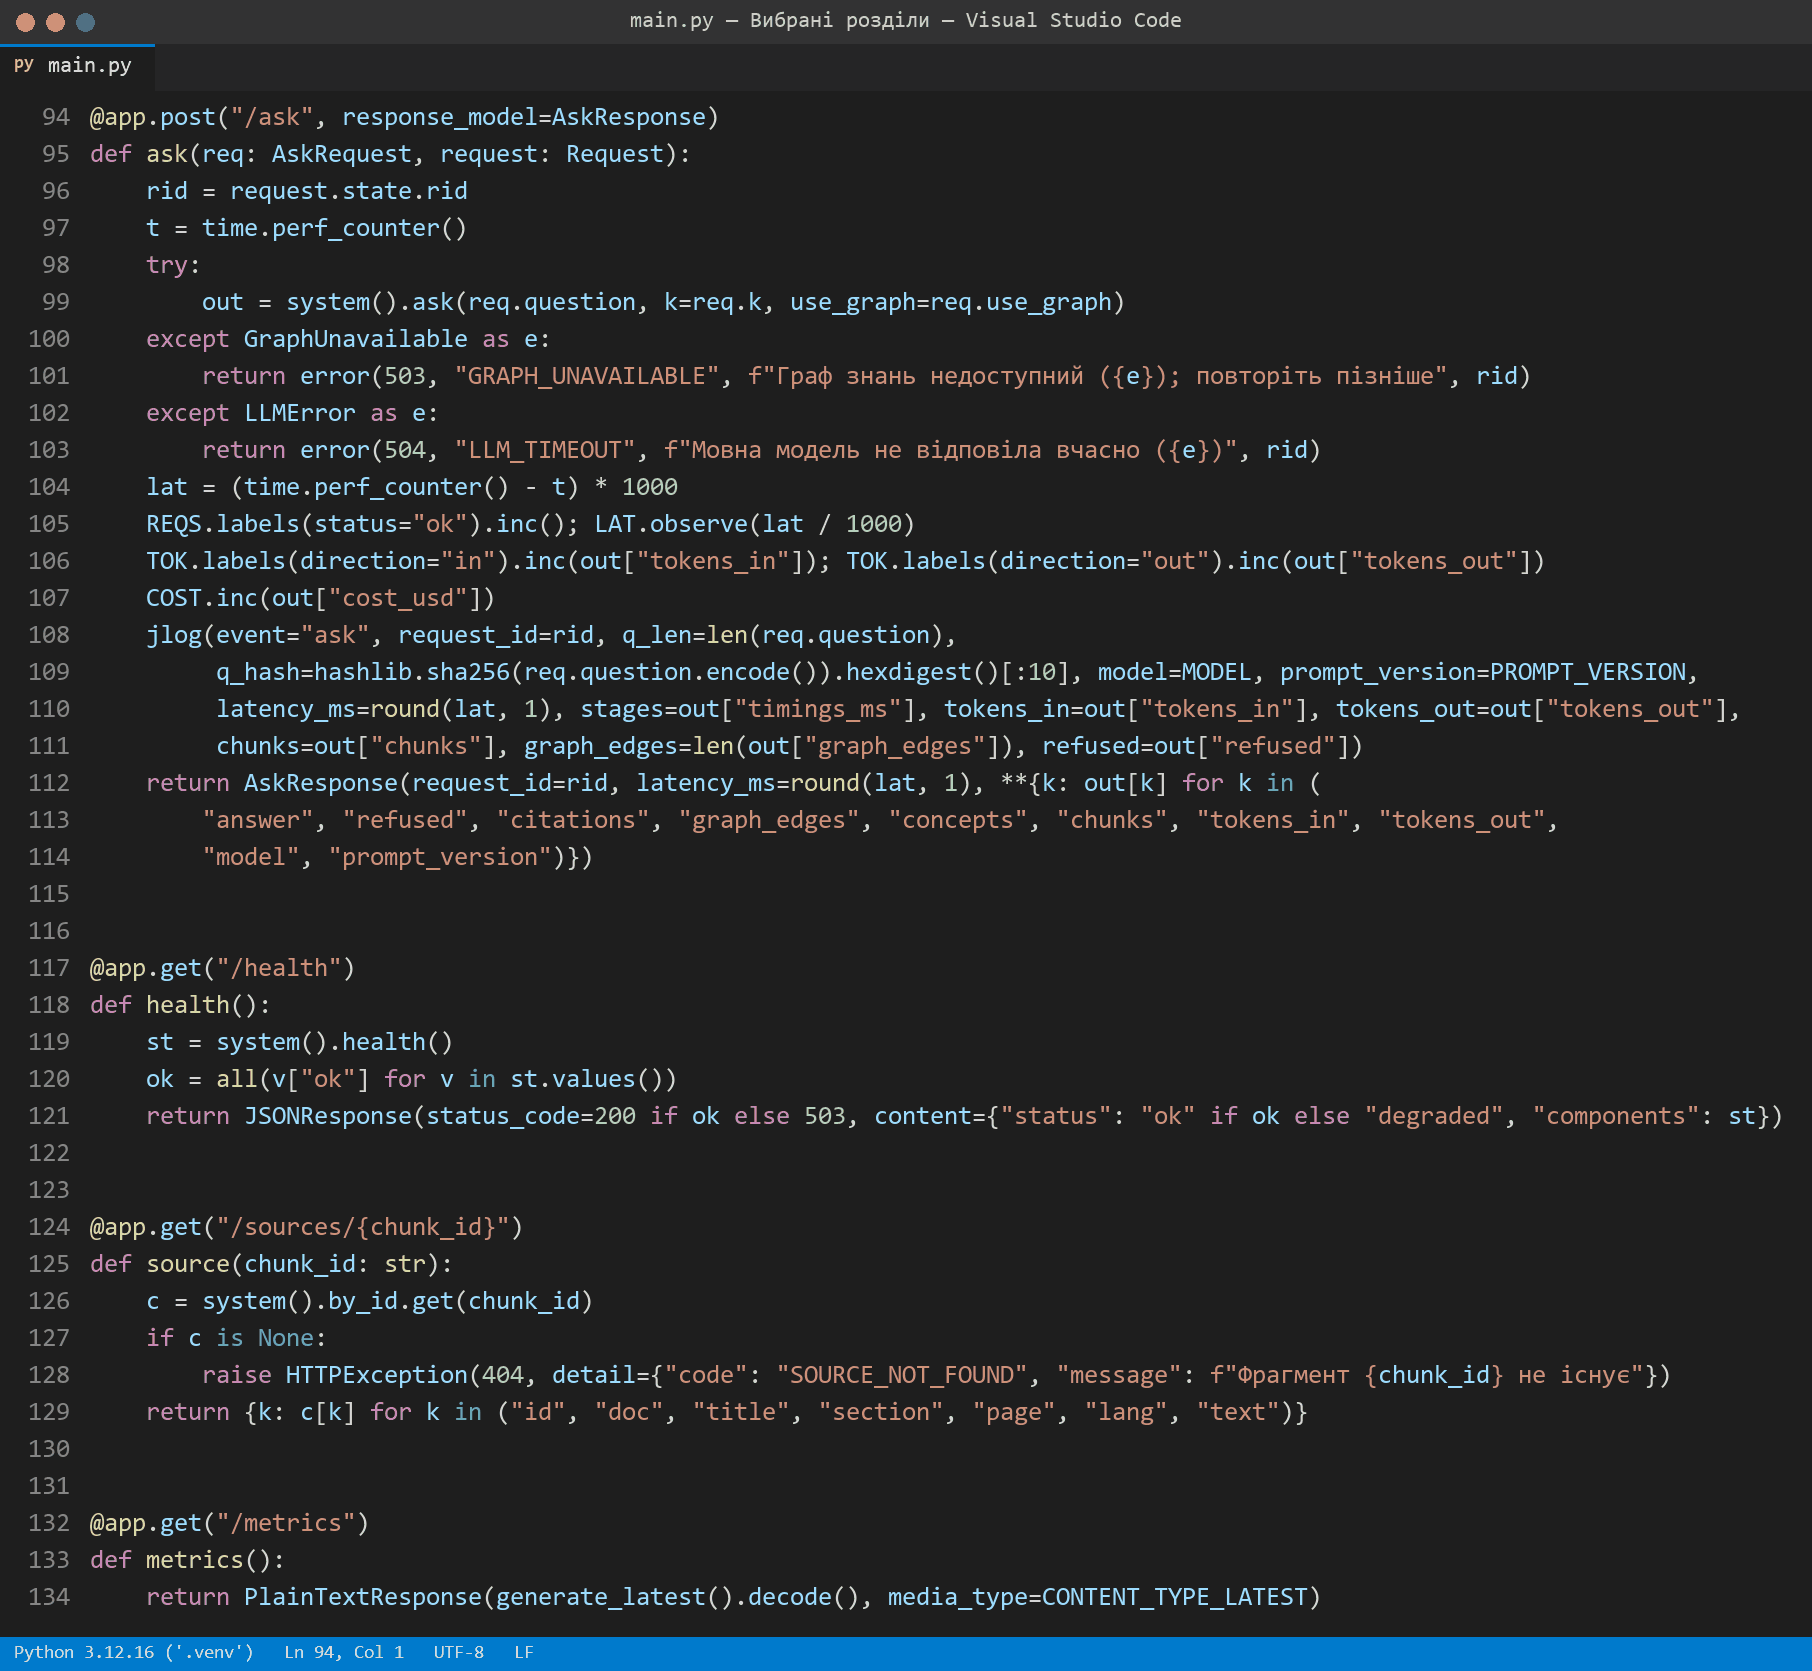 main.py — Вибрані розділи — Visual Studio Code
py main.py
94 @app.post("/ask", response_model=AskResponse)
95 def ask(req: AskRequest, request: Request):
96     rid = request.state.rid
97     t = time.perf_counter()
98     try:
99         out = system().ask(req.question, k=req.k, use_graph=req.use_graph)
100     except GraphUnavailable as e:
101         return error(503, "GRAPH_UNAVAILABLE", f"Граф знань недоступний ({e}); повторіть пізніше", rid)
102     except LLMError as e:
103         return error(504, "LLM_TIMEOUT", f"Мовна модель не відповіла вчасно ({e})", rid)
104     lat = (time.perf_counter() - t) * 1000
105     REQS.labels(status="ok").inc(); LAT.observe(lat / 1000)
106     TOK.labels(direction="in").inc(out["tokens_in"]); TOK.labels(direction="out").inc(out["tokens_out"])
107     COST.inc(out["cost_usd"])
108     jlog(event="ask", request_id=rid, q_len=len(req.question),
109          q_hash=hashlib.sha256(req.question.encode()).hexdigest()[:10], model=MODEL, prompt_version=PROMPT_VERSION,
110          latency_ms=round(lat, 1), stages=out["timings_ms"], tokens_in=out["tokens_in"], tokens_out=out["tokens_out"],
111          chunks=out["chunks"], graph_edges=len(out["graph_edges"]), refused=out["refused"])
112     return AskResponse(request_id=rid, latency_ms=round(lat, 1), **{k: out[k] for k in (
113         "answer", "refused", "citations", "graph_edges", "concepts", "chunks", "tokens_in", "tokens_out",
114         "model", "prompt_version")})
115
116
117 @app.get("/health")
118 def health():
119     st = system().health()
120     ok = all(v["ok"] for v in st.values())
121     return JSONResponse(status_code=200 if ok else 503, content={"status": "ok" if ok else "degraded", "components": st})
122
123
124 @app.get("/sources/{chunk_id}")
125 def source(chunk_id: str):
126     c = system().by_id.get(chunk_id)
127     if c is None:
128         raise HTTPException(404, detail={"code": "SOURCE_NOT_FOUND", "message": f"Фрагмент {chunk_id} не існує"})
129     return {k: c[k] for k in ("id", "doc", "title", "section", "page", "lang", "text")}
130
131
132 @app.get("/metrics")
133 def metrics():
134     return PlainTextResponse(generate_latest().decode(), media_type=CONTENT_TYPE_LATEST)
Python 3.12.16 ('.venv') Ln 94, Col 1 UTF-8 LF